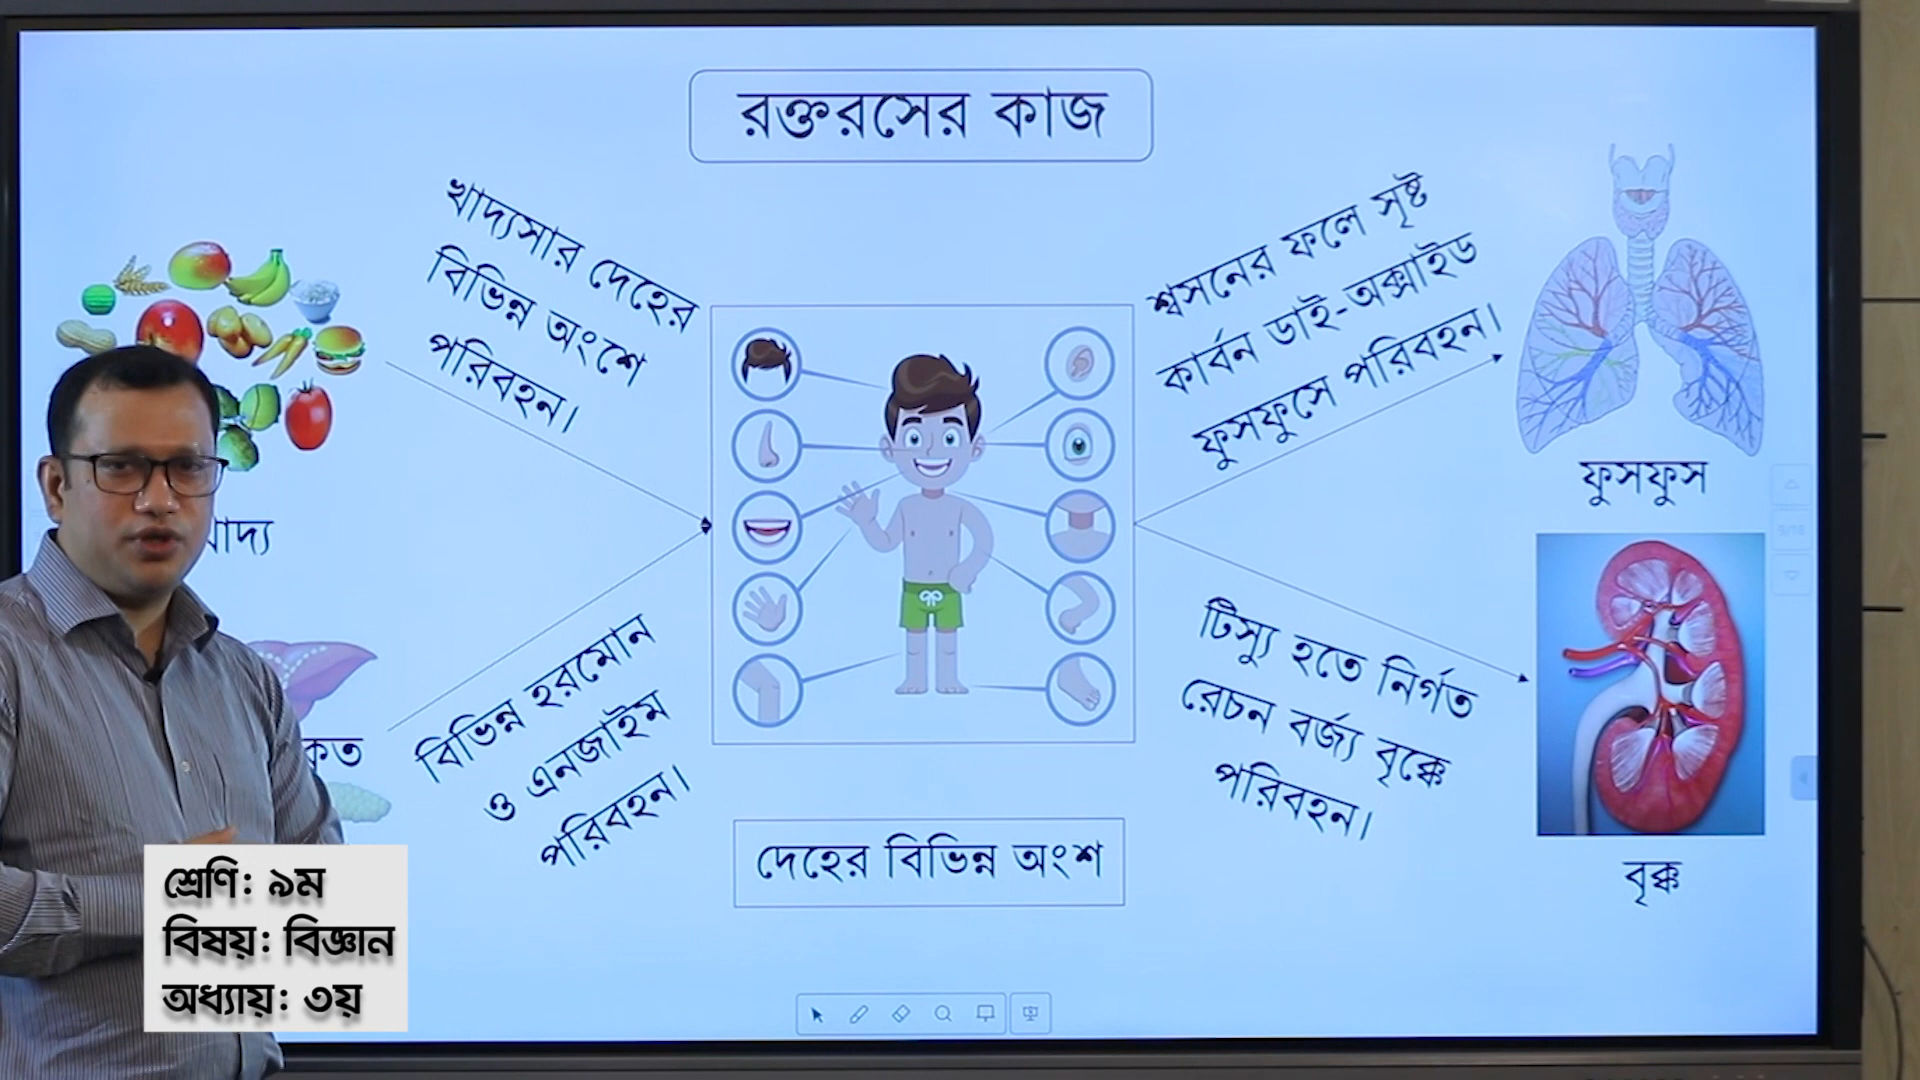 রক্তরসের কাজ
খাদ্যসার দেহের
বিভিন্ন অংশে
পরিবহন।
শ্বসনের ফলে সৃষ্ট
কার্বন ডাই-অক্সাইড
ফুসফুসে পরিবহন।
ফুসফুস
বিভিন্ন হরমোন
ও এনজাইম
পরিবহন।
টিস্যু হতে নির্গত
রেচন বর্জ্য বৃক্কে
পরিবহন।
দেহের বিভিন্ন অংশ
বৃক্ক
শ্রেণি: ৯ম
বিষয়: বিজ্ঞান
অধ্যায়: ৩য়